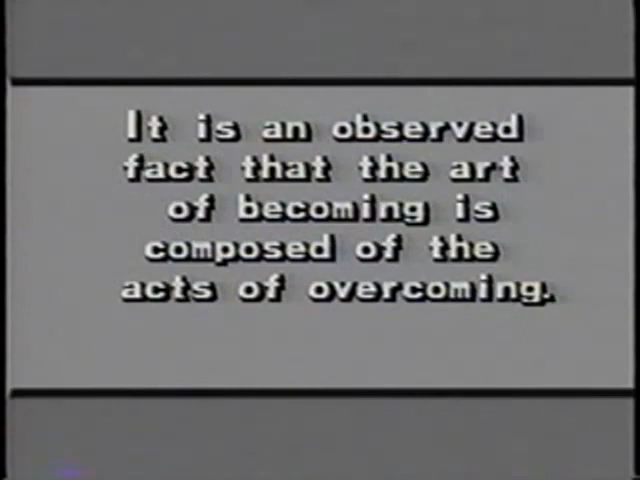 It is an observed
fact that the art
of becoming is
composed of the
acts of overcoming.